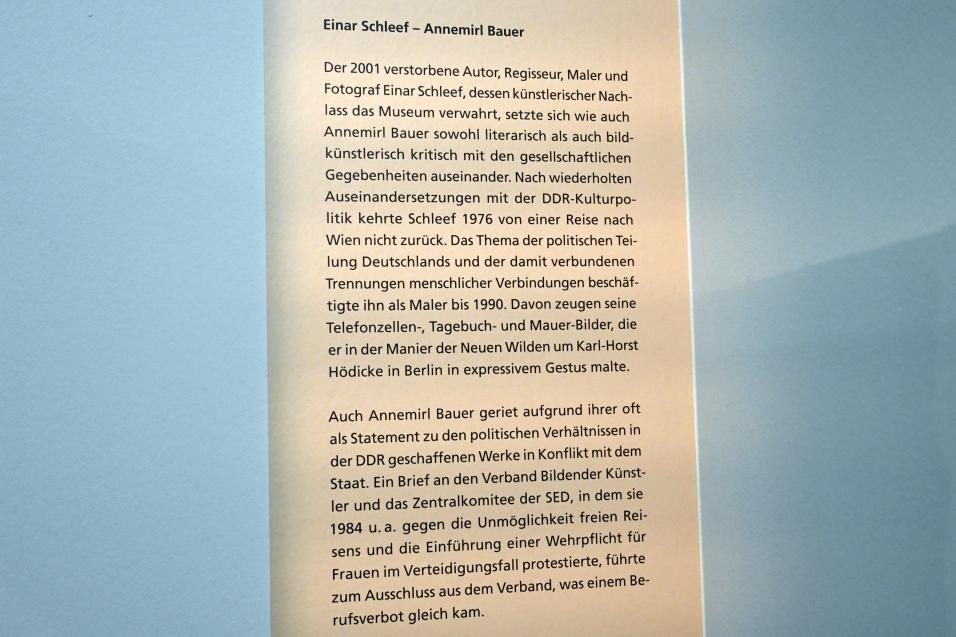 Einar Schleef – Annemirl Bauer
Der 2001 verstorbene Autor, Regisseur, Maler und
Fotograf Einar Schleef, dessen künstlerischer Nach-
lass das Museum verwahrt, setzte sich wie auch
Annemirl Bauer sowohl literarisch als auch bild-
künstlerisch kritisch mit den gesellschaftlichen
Gegebenheiten auseinander. Nach wiederholten
Auseinandersetzungen mit der DDR-Kulturpo-
litik kehrte Schleef 1976 von einer Reise nach
Wien nicht zurück. Das Thema der politischen Tei-
lung Deutschlands und der damit verbundenen
Trennungen menschlicher Verbindungen beschäf-
tigte ihn als Maler bis 1990. Davon zeugen seine
Telefonzellen-, Tagebuch- und Mauer-Bilder, die
er in der Manier der Neuen Wilden um Karl-Horst
Hödicke in Berlin in expressivem Gestus malte.
Auch Annemirl Bauer geriet aufgrund ihrer oft
als Statement zu den politischen Verhältnissen in
der DDR geschaffenen Werke in Konflikt mit dem
Staat. Ein Brief an den Verband Bildender Künst-
ler und das Zentralkomitee der SED, in dem sie
1984 u. a. gegen die Unmöglichkeit freien Rei-
sens und die Einführung einer Wehrpflicht für
Frauen im Verteidigungsfall protestierte, führte
zum Ausschluss aus dem Verband, was einem Be-
rufsverbot gleich kam.